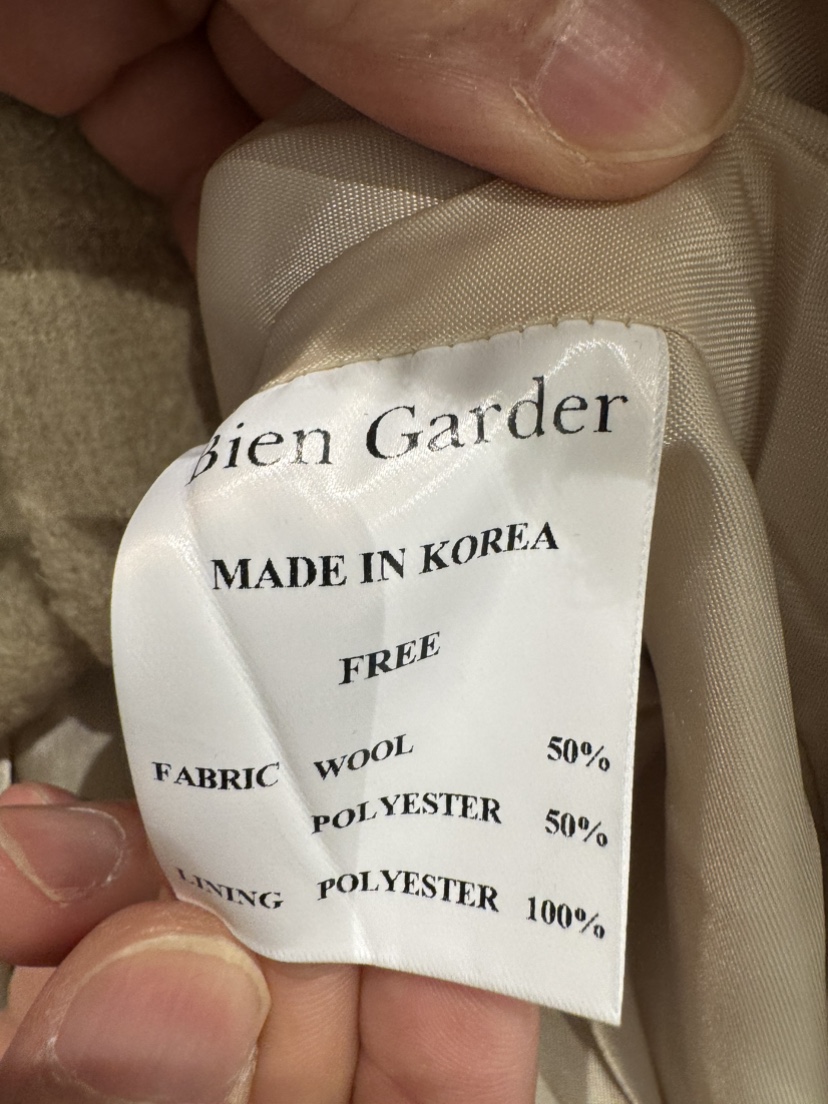 Bien Garder
MADE IN KOREA
FREE
FABRIC WOOL 50%
POLYESTER 50%
LINING POLYESTER 100%